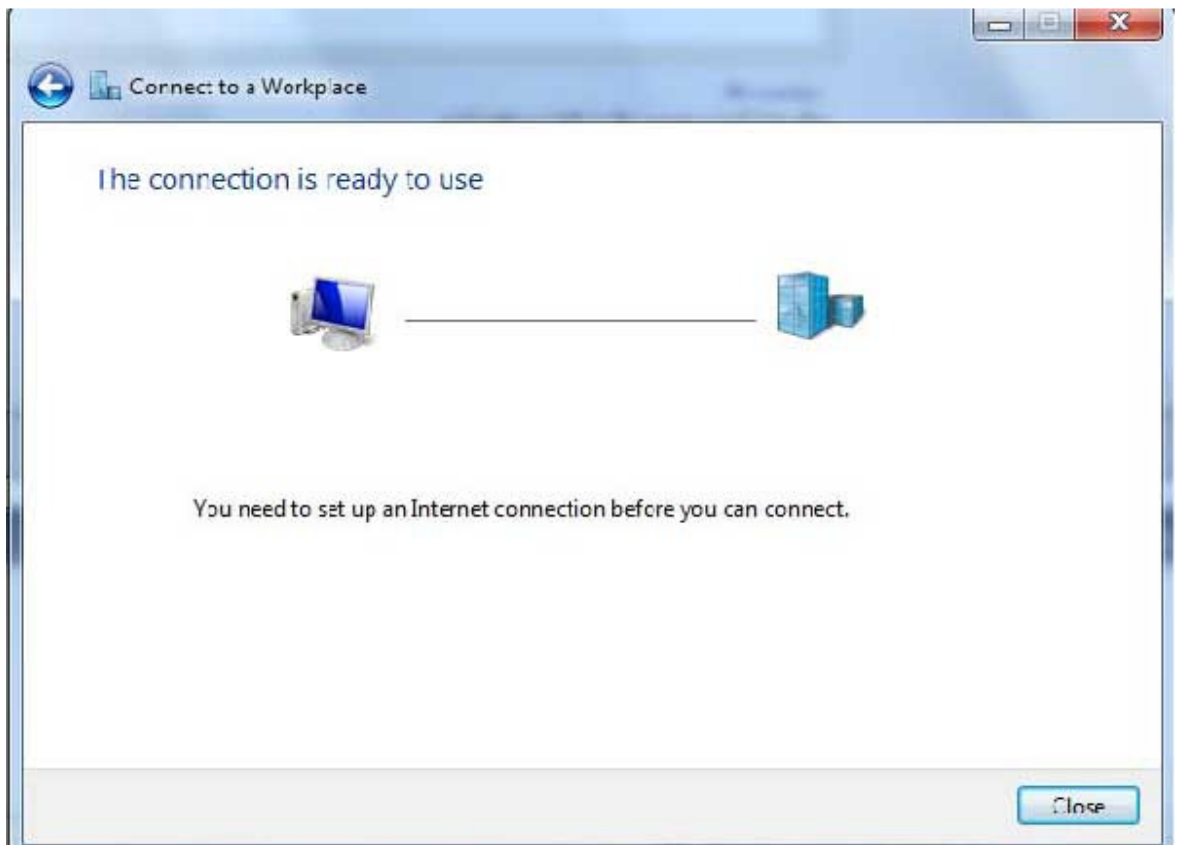 Connect to a Workplace
The connection is ready to use
You need to set up an Internet connection before you can connect.
Close